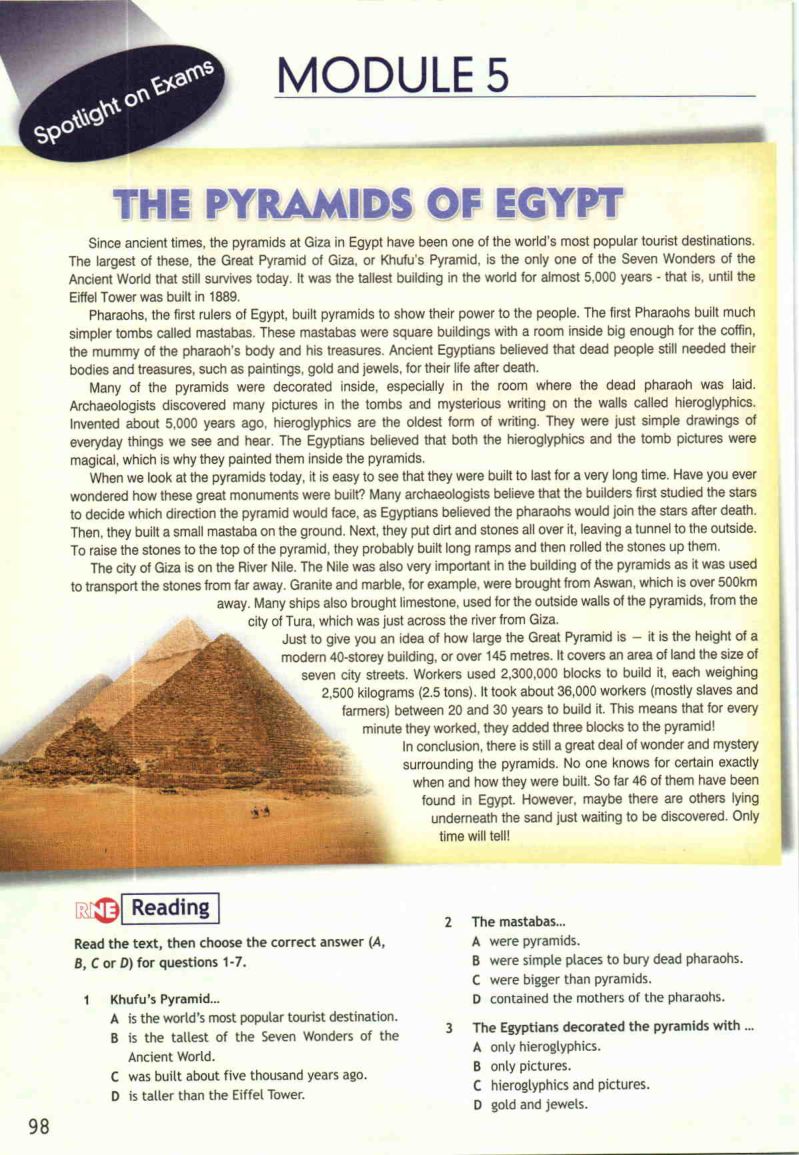 Spotlight on Exams
MODULE 5
THE PYRAMIDS OF EGYPT
Since ancient times, the pyramids at Giza in Egypt have been one of the world's most popular tourist destinations.
The largest of these, the Great Pyramid of Giza, or Khufu's Pyramid, is the only one of the Seven Wonders of the
Ancient World that still survives today. It was the tallest building in the world for almost 5,000 years - that is, until the
Eiffel Tower was built in 1889.
Pharaohs, the first rulers of Egypt, built pyramids to show their power to the people. The first Pharaohs built much
simpler tombs called mastabas. These mastabas were square buildings with a room inside big enough for the coffin,
the mummy of the pharaoh's body and his treasures. Ancient Egyptians believed that dead people still needed their
bodies and treasures, such as paintings, gold and jewels, for their life after death.
Many of the pyramids were decorated inside, especially in the room where the dead pharaoh was laid.
Archaeologists discovered many pictures in the tombs and mysterious writing on the walls called hieroglyphics.
Invented about 5,000 years ago, hieroglyphics are the oldest form of writing. They were just simple drawings of
everyday things we see and hear. The Egyptians believed that both the hieroglyphics and the tomb pictures were
magical, which is why they painted them inside the pyramids.
When we look at the pyramids today, it is easy to see that they were built to last for a very long time. Have you ever
wondered how these great monuments were built? Many archaeologists believe that the builders first studied the stars
to decide which direction the pyramid would face, as Egyptians believed the pharaohs would join the stars after death.
Then, they built a small mastaba on the ground. Next, they put dirt and stones all over it, leaving a tunnel to the outside.
To raise the stones to the top of the pyramid, they probably built long ramps and then rolled the stones up them.
The city of Giza is on the River Nile. The Nile was also very important in the building of the pyramids as it was used
to transport the stones from far away. Granite and marble, for example, were brought from Aswan, which is over 500km
away. Many ships also brought limestone, used for the outside walls of the pyramids, from the
city of Tura, which was just across the river from Giza.
Just to give you an idea of how large the Great Pyramid is – it is the height of a
modern 40-storey building, or over 145 metres. It covers an area of land the size of
seven city streets. Workers used 2,300,000 blocks to build it, each weighing
2,500 kilograms (2.5 tons). It took about 36,000 workers (mostly slaves and
farmers) between 20 and 30 years to build it. This means that for every
minute they worked, they added three blocks to the pyramid!
In conclusion, there is still a great deal of wonder and mystery
surrounding the pyramids. No one knows for certain exactly
when and how they were built. So far 46 of them have been
found in Egypt. However, maybe there are others lying
underneath the sand just waiting to be discovered. Only
time will tell!
RNE Reading
Read the text, then choose the correct answer (A,
B, C or D) for questions 1-7.
1 Khufu's Pyramid...
A is the world's most popular tourist destination.
B is the tallest of the Seven Wonders of the
Ancient World.
C was built about five thousand years ago.
D is taller than the Eiffel Tower.
2 The mastabas...
A were pyramids.
B were simple places to bury dead pharaohs.
C were bigger than pyramids.
D contained the mothers of the pharaohs.
3 The Egyptians decorated the pyramids with ...
A only hieroglyphics.
B only pictures.
C hieroglyphics and pictures.
D gold and jewels.
98